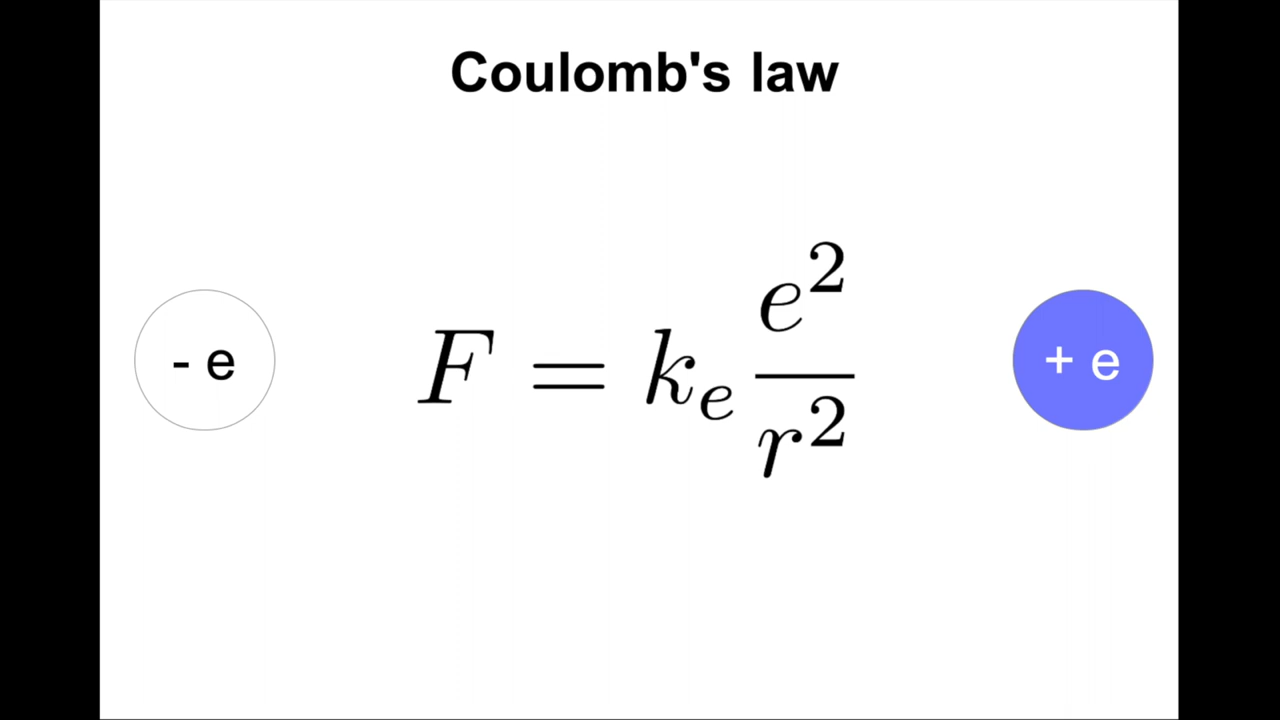 Coulomb's law
- e
F = k_e e^2 / r^2
+ e